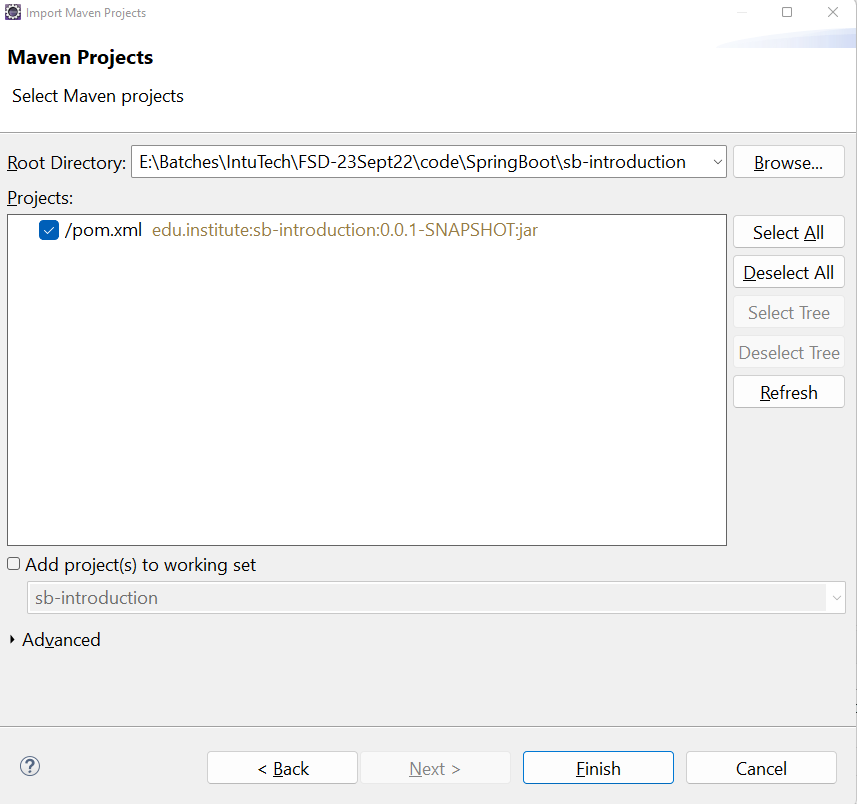 Import Maven Projects
Maven Projects
Select Maven projects
Root Directory: E:\Batches\IntuTech\FSD-23Sept22\code\SpringBoot\sb-introduction Browse...
Projects:
/pom.xml edu.institute:sb-introduction:0.0.1-SNAPSHOT:jar
Select All
Deselect All
Select Tree
Deselect Tree
Refresh
Add project(s) to working set
sb-introduction
Advanced
? < Back Next > Finish Cancel